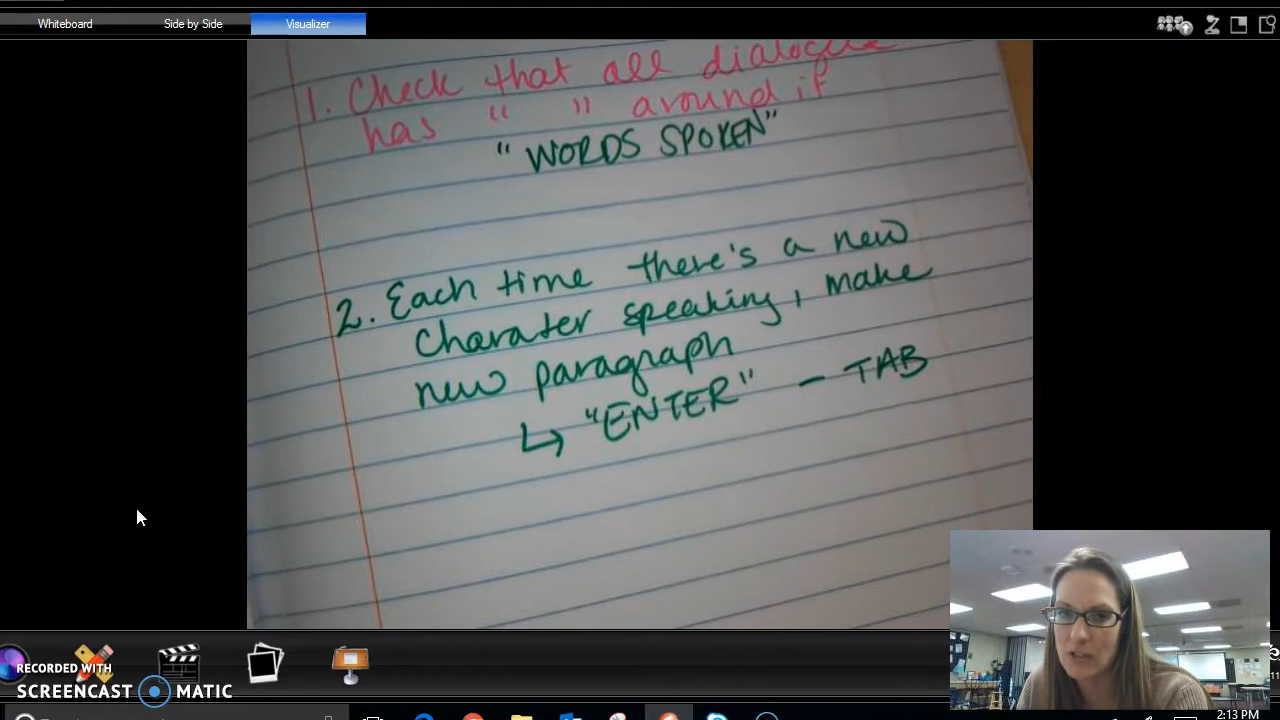 Whiteboard Side by Side Visualizer
1. Check that all dialogue
has " " around it
"WORDS SPOKEN"
2. Each time there's a new
Charater speaking, make
new paragraph
↳ "ENTER" - TAB
RECORDED WITH
SCREENCAST MATIC
2:13 PM